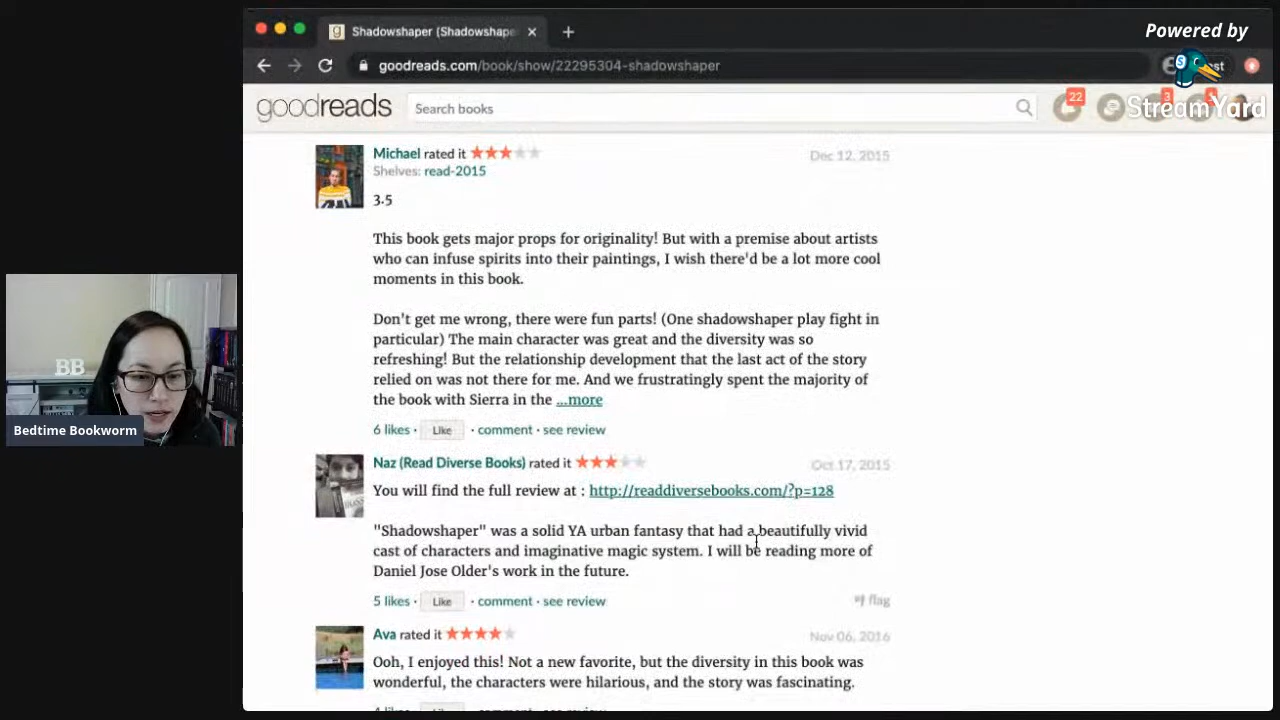 Powered by
StreamYard
Shadowshaper (Shadowshape
goodreads.com/book/show/22295304-shadowshaper
goodreads
Search books
22
3
Michael rated it
Dec 12, 2015
Shelves: read-2015
3.5
This book gets major props for originality! But with a premise about artists
who can infuse spirits into their paintings, I wish there'd be a lot more cool
moments in this book.
Don't get me wrong, there were fun parts! (One shadowshaper play fight in
particular) The main character was great and the diversity was so
refreshing! But the relationship development that the last act of the story
relied on was not there for me. And we frustratingly spent the majority of
the book with Sierra in the ...more
6 likes · Like · comment · see review
Naz (Read Diverse Books) rated it
Oct 17, 2015
You will find the full review at : http://readdiversebooks.com/?p=128
"Shadowshaper" was a solid YA urban fantasy that had a beautifully vivid
cast of characters and imaginative magic system. I will be reading more of
Daniel Jose Older's work in the future.
5 likes · Like · comment · see review
flag
Ava rated it
Nov 06, 2016
Ooh, I enjoyed this! Not a new favorite, but the diversity in this book was
wonderful, the characters were hilarious, and the story was fascinating.
BB
Bedtime Bookworm